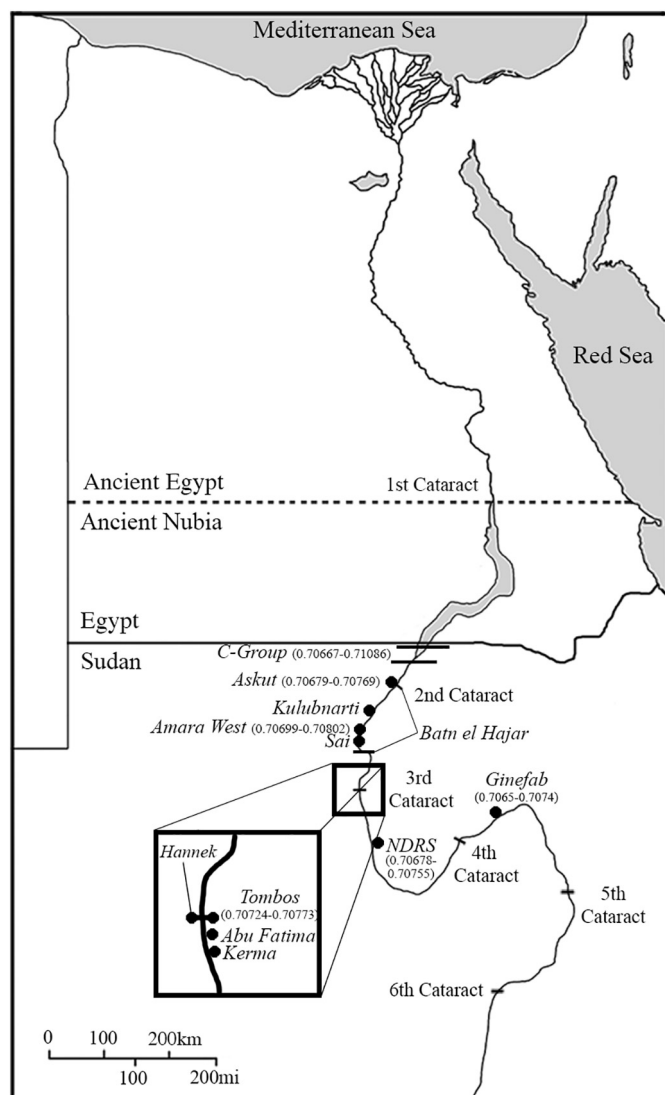 Mediterranean Sea
Red Sea
Ancient Egypt
1st Cataract
Ancient Nubia
Egypt
Sudan
C-Group (0.70667-0.71086)
Askut (0.70679-0.70769)
2nd Cataract
Kulubnarti
Amara West (0.70699-0.70802)
Batn el Hajar
Sai
3rd
Cataract
Ginefab
(0.7065-0.7074)
NDRS
(0.70678-
0.70755)
4th
Cataract
5th
Cataract
6th Cataract
Hannek
Tombos
(0.70724-0.70773)
Abu Fatima
Kerma
0 100 200km
100 200mi